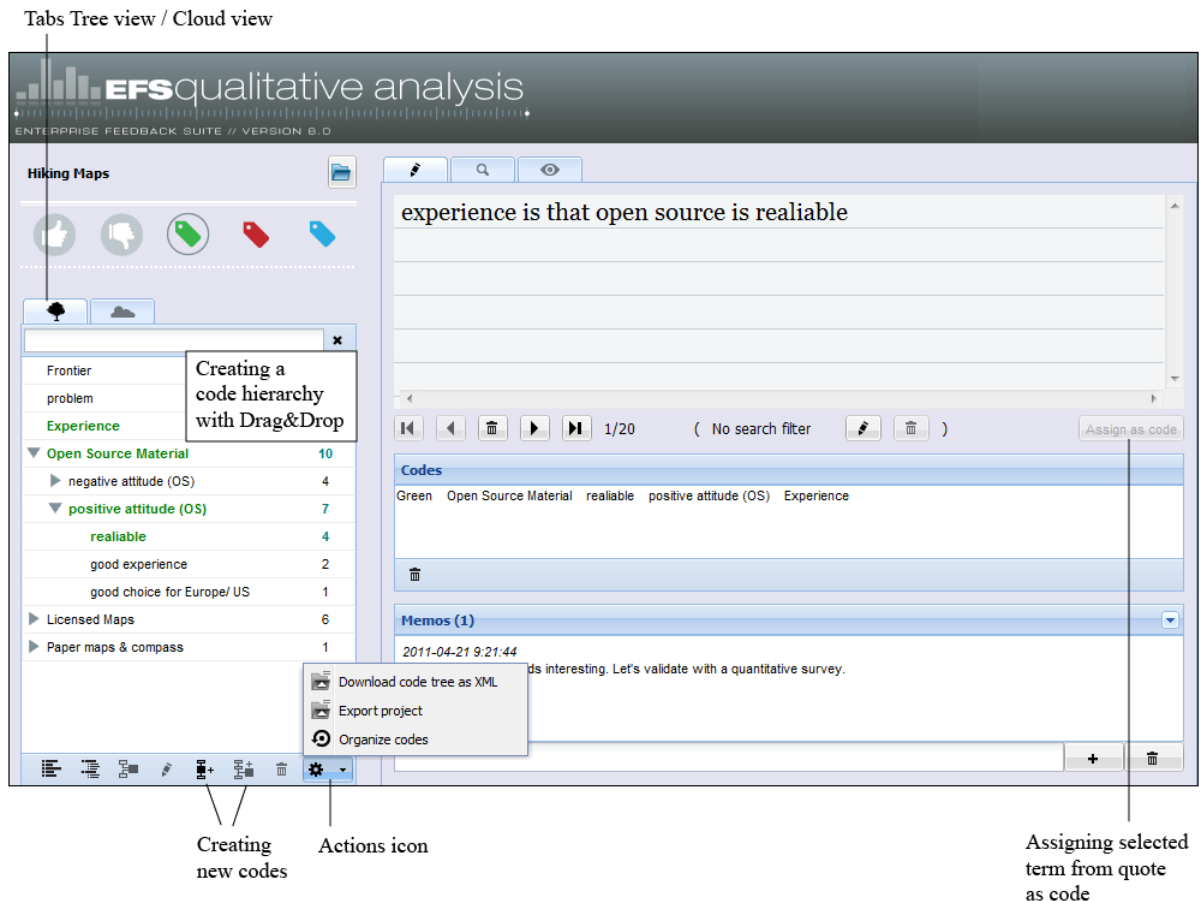 Tabs Tree view / Cloud view
EFSqualitative analysis
ENTERPRISE FEEDBACK SUITE // VERSION 8.0
Hiking Maps
experience is that open source is realiable
Creating a
code hierarchy
with Drag&Drop
Frontier
problem
Experience
Open Source Material 10
negative attitude (OS) 4
positive attitude (OS) 7
realiable 4
good experience 2
good choice for Europe/ US 1
Licensed Maps 6
Paper maps & compass 1
1/20 ( No search filter )
Assign as code
Codes
Green Open Source Material realiable positive attitude (OS) Experience
Memos (1)
2011-04-21 9:21:44
interesting. Let's validate with a quantitative survey.
Download code tree as XML
Export project
Organize codes
Creating
new codes
Actions icon
Assigning selected
term from quote
as code